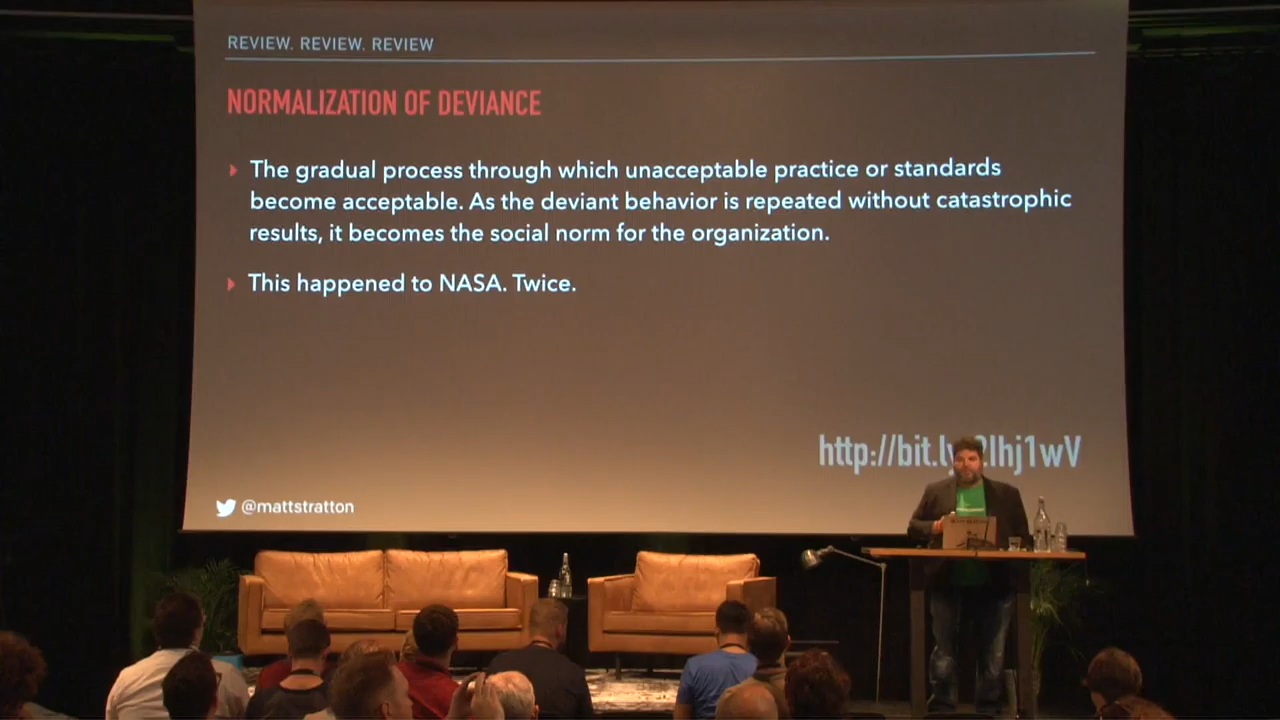 REVIEW. REVIEW. REVIEW
NORMALIZATION OF DEVIANCE
The gradual process through which unacceptable practice or standards
become acceptable. As the deviant behavior is repeated without catastrophic
results, it becomes the social norm for the organization.
This happened to NASA. Twice.
@mattstratton